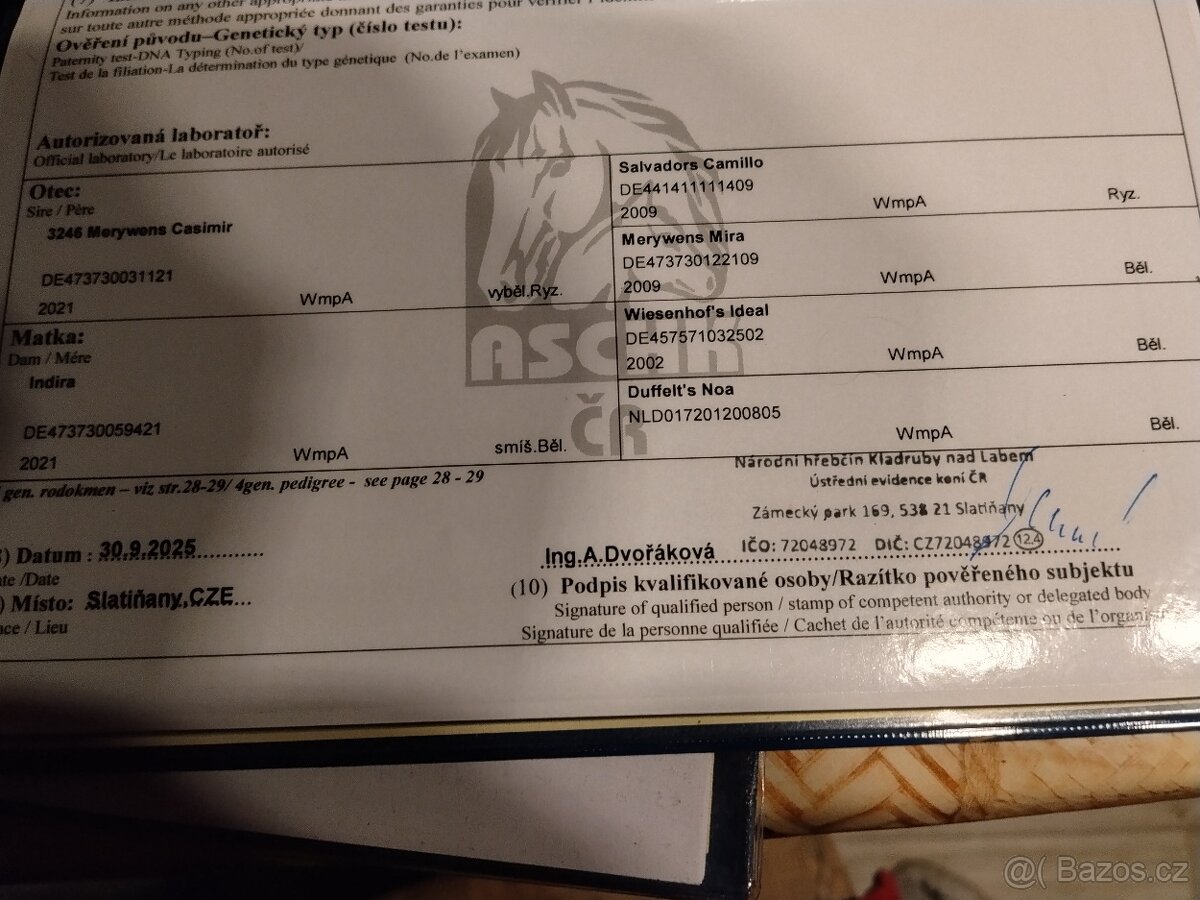 Information on any other appropriate
sur toute autre méthode appropriée donnant des garanties pour vérifier
Ověření původu–Genetický typ (číslo testu):
Paternity test-DNA Typing (No.of test)/
Test de la filiation-La détermination du type génétique (No.de l'examen)
Autorizovaná laboratoř:
Official laboratory/Le laboratoire autorisé
Otec:
Sire / Père
3246 Merywens Casimir
DE473730031121
2021 WmpA vyběl.Ryz.
Salvadors Camillo
DE441411111409
2009 WmpA Ryz.
Merywens Mira
DE473730122109
2009 WmpA Běl.
Matka:
Dam / Mére
Indira
DE473730059421
2021 WmpA smíš.Běl.
Wiesenhof's Ideal
DE457571032502
2002 WmpA Běl.
Duffelt's Noa
NLD017201200805
WmpA Běl.
ASCHK
ČR
gen. rodokmen – viz str.28-29/ 4gen. pedigree - see page 28 - 29
Národní hřebčín Kladruby nad Labem
Ústřední evidence koní ČR
Zámecký park 169, 538 21 Slatiňany
IČO: 72048972 DIČ: CZ72048972 12.4
) Datum : 30.9.2025
ate /Date
) Místo: Slatiňany,CZE...
ace / Lieu
Ing.A.Dvořáková
(10) Podpis kvalifikované osoby/Razítko pověřeného subjektu
Signature of qualified person / stamp of competent authority or delegated body
Signature de la personne qualifiée / Cachet de l'autorité compétente ou de l'organi
@( Bazos.cz